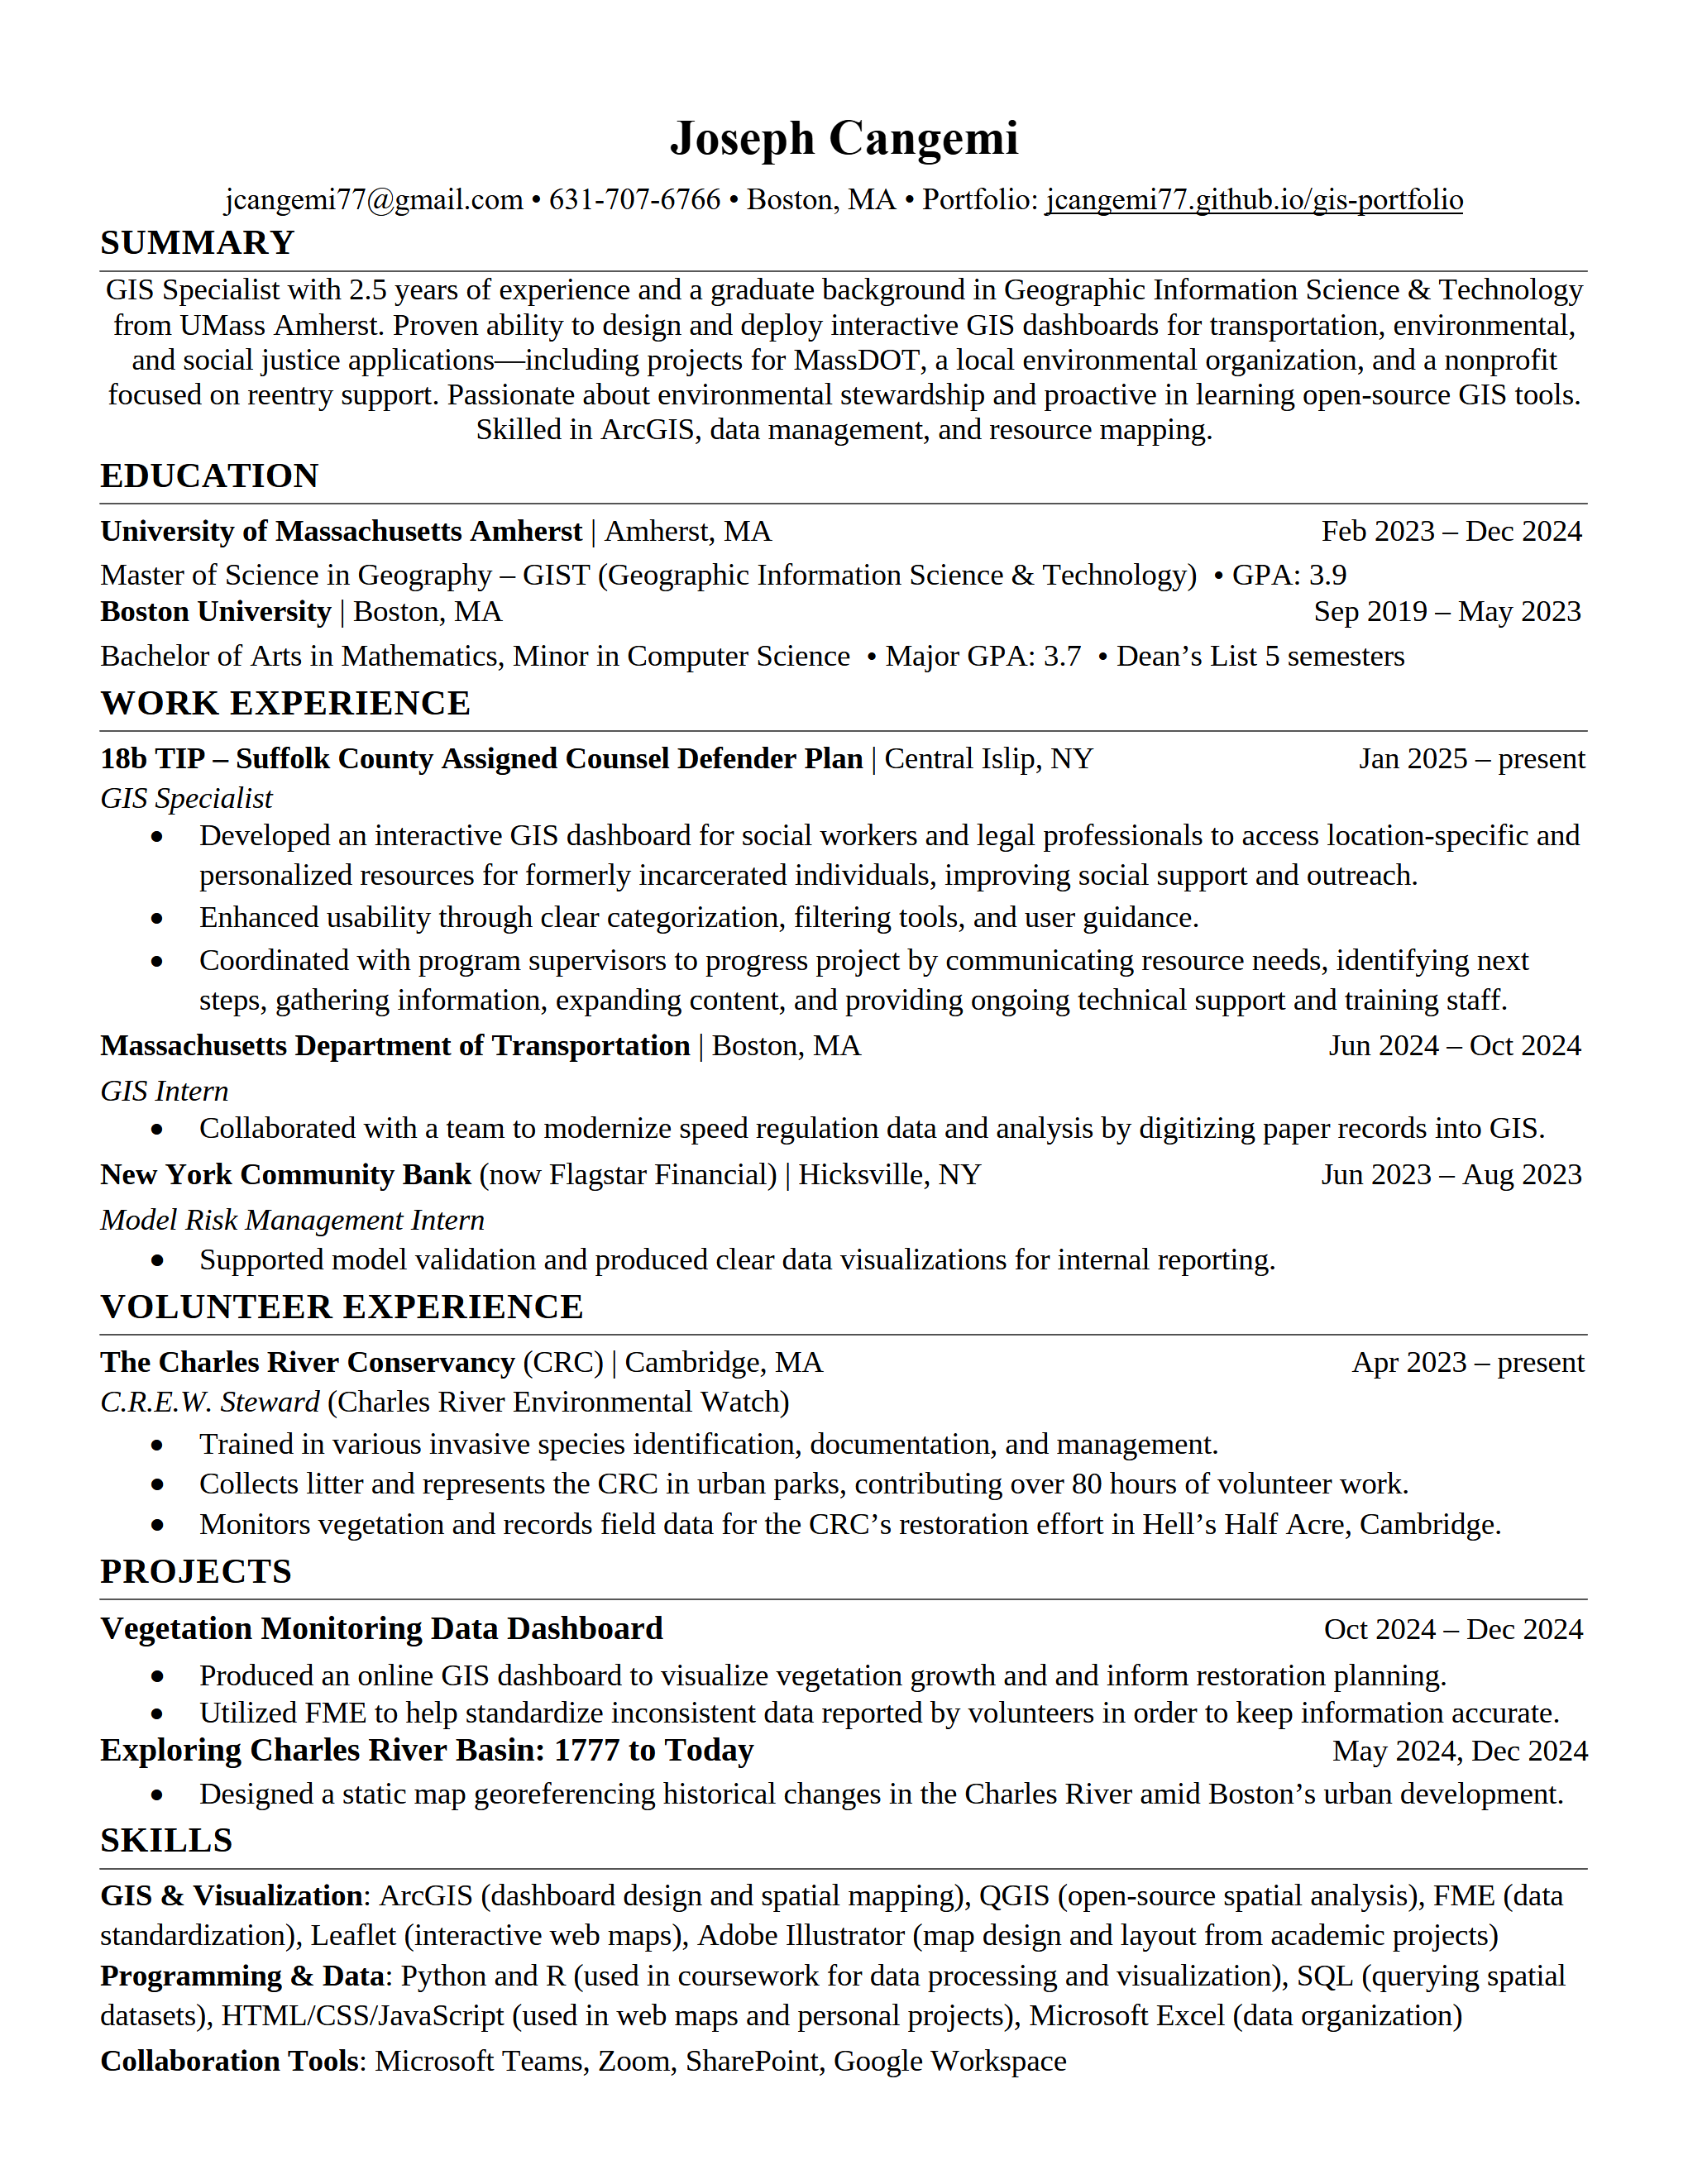 Joseph Cangemi
jcangemi77@gmail.com • 631-707-6766 • Boston, MA • Portfolio: jcangemi77.github.io/gis-portfolio
SUMMARY
GIS Specialist with 2.5 years of experience and a graduate background in Geographic Information Science & Technology
from UMass Amherst. Proven ability to design and deploy interactive GIS dashboards for transportation, environmental,
and social justice applications—including projects for MassDOT, a local environmental organization, and a nonprofit
focused on reentry support. Passionate about environmental stewardship and proactive in learning open-source GIS tools.
Skilled in ArcGIS, data management, and resource mapping.
EDUCATION
University of Massachusetts Amherst | Amherst, MA Feb 2023 – Dec 2024
Master of Science in Geography – GIST (Geographic Information Science & Technology) • GPA: 3.9
Boston University | Boston, MA Sep 2019 – May 2023
Bachelor of Arts in Mathematics, Minor in Computer Science • Major GPA: 3.7 • Dean’s List 5 semesters
WORK EXPERIENCE
18b TIP – Suffolk County Assigned Counsel Defender Plan | Central Islip, NY Jan 2025 – present
GIS Specialist
● Developed an interactive GIS dashboard for social workers and legal professionals to access location-specific and
personalized resources for formerly incarcerated individuals, improving social support and outreach.
● Enhanced usability through clear categorization, filtering tools, and user guidance.
● Coordinated with program supervisors to progress project by communicating resource needs, identifying next
steps, gathering information, expanding content, and providing ongoing technical support and training staff.
Massachusetts Department of Transportation | Boston, MA Jun 2024 – Oct 2024
GIS Intern
● Collaborated with a team to modernize speed regulation data and analysis by digitizing paper records into GIS.
New York Community Bank (now Flagstar Financial) | Hicksville, NY Jun 2023 – Aug 2023
Model Risk Management Intern
● Supported model validation and produced clear data visualizations for internal reporting.
VOLUNTEER EXPERIENCE
The Charles River Conservancy (CRC) | Cambridge, MA Apr 2023 – present
C.R.E.W. Steward (Charles River Environmental Watch)
● Trained in various invasive species identification, documentation, and management.
● Collects litter and represents the CRC in urban parks, contributing over 80 hours of volunteer work.
● Monitors vegetation and records field data for the CRC’s restoration effort in Hell’s Half Acre, Cambridge.
PROJECTS
Vegetation Monitoring Data Dashboard Oct 2024 – Dec 2024
● Produced an online GIS dashboard to visualize vegetation growth and and inform restoration planning.
● Utilized FME to help standardize inconsistent data reported by volunteers in order to keep information accurate.
Exploring Charles River Basin: 1777 to Today May 2024, Dec 2024
● Designed a static map georeferencing historical changes in the Charles River amid Boston’s urban development.
SKILLS
GIS & Visualization: ArcGIS (dashboard design and spatial mapping), QGIS (open-source spatial analysis), FME (data
standardization), Leaflet (interactive web maps), Adobe Illustrator (map design and layout from academic projects)
Programming & Data: Python and R (used in coursework for data processing and visualization), SQL (querying spatial
datasets), HTML/CSS/JavaScript (used in web maps and personal projects), Microsoft Excel (data organization)
Collaboration Tools: Microsoft Teams, Zoom, SharePoint, Google Workspace